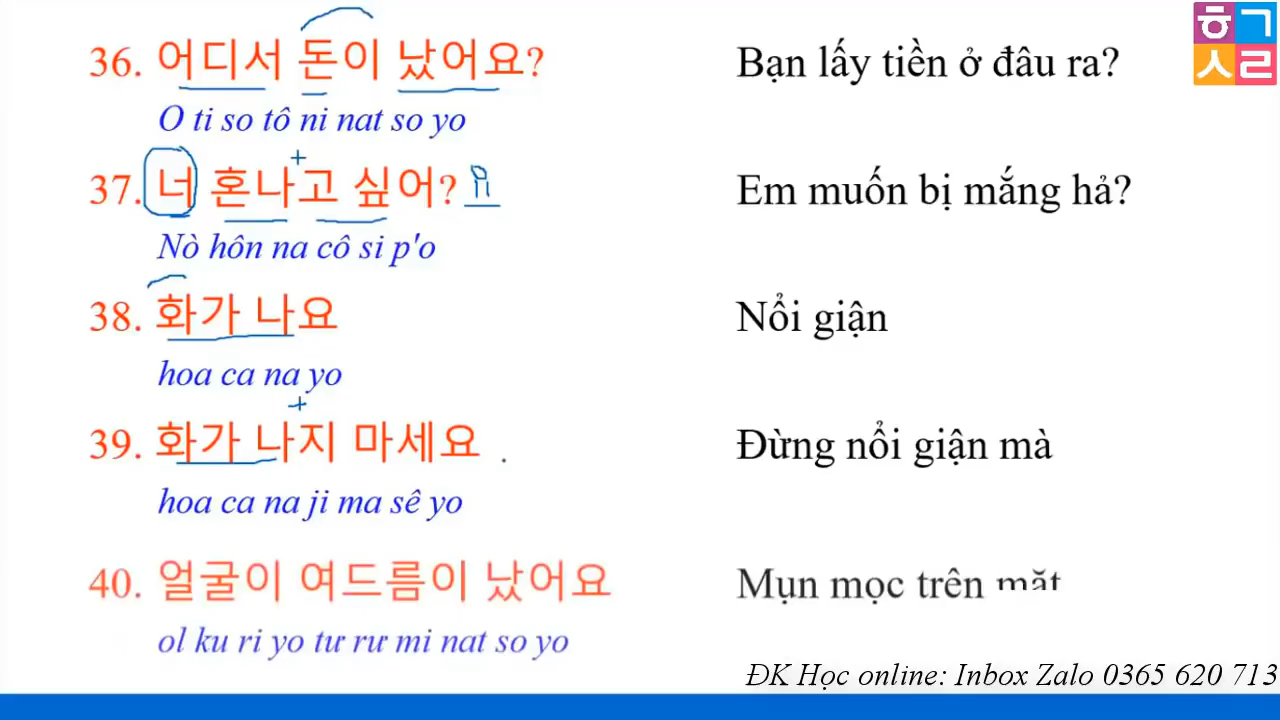 ㅎㄱ
ㅅㄹ
36. 어디서 돈이 났어요? Bạn lấy tiền ở đâu ra?
O ti so tô ni nat so yo
37. 너 혼나고 싶어? Em muốn bị mắng hả?
Nò hôn na cô si p'o
38. 화가 나요 Nổi giận
hoa ca na yo
39. 화가 나지 마세요 Đừng nổi giận mà
hoa ca na ji ma sê yo
40. 얼굴이 여드름이 났어요 Mụn mọc trên mặt
ol ku ri yo tư rư mi nat so yo
ĐK Học online: Inbox Zalo 0365 620 713